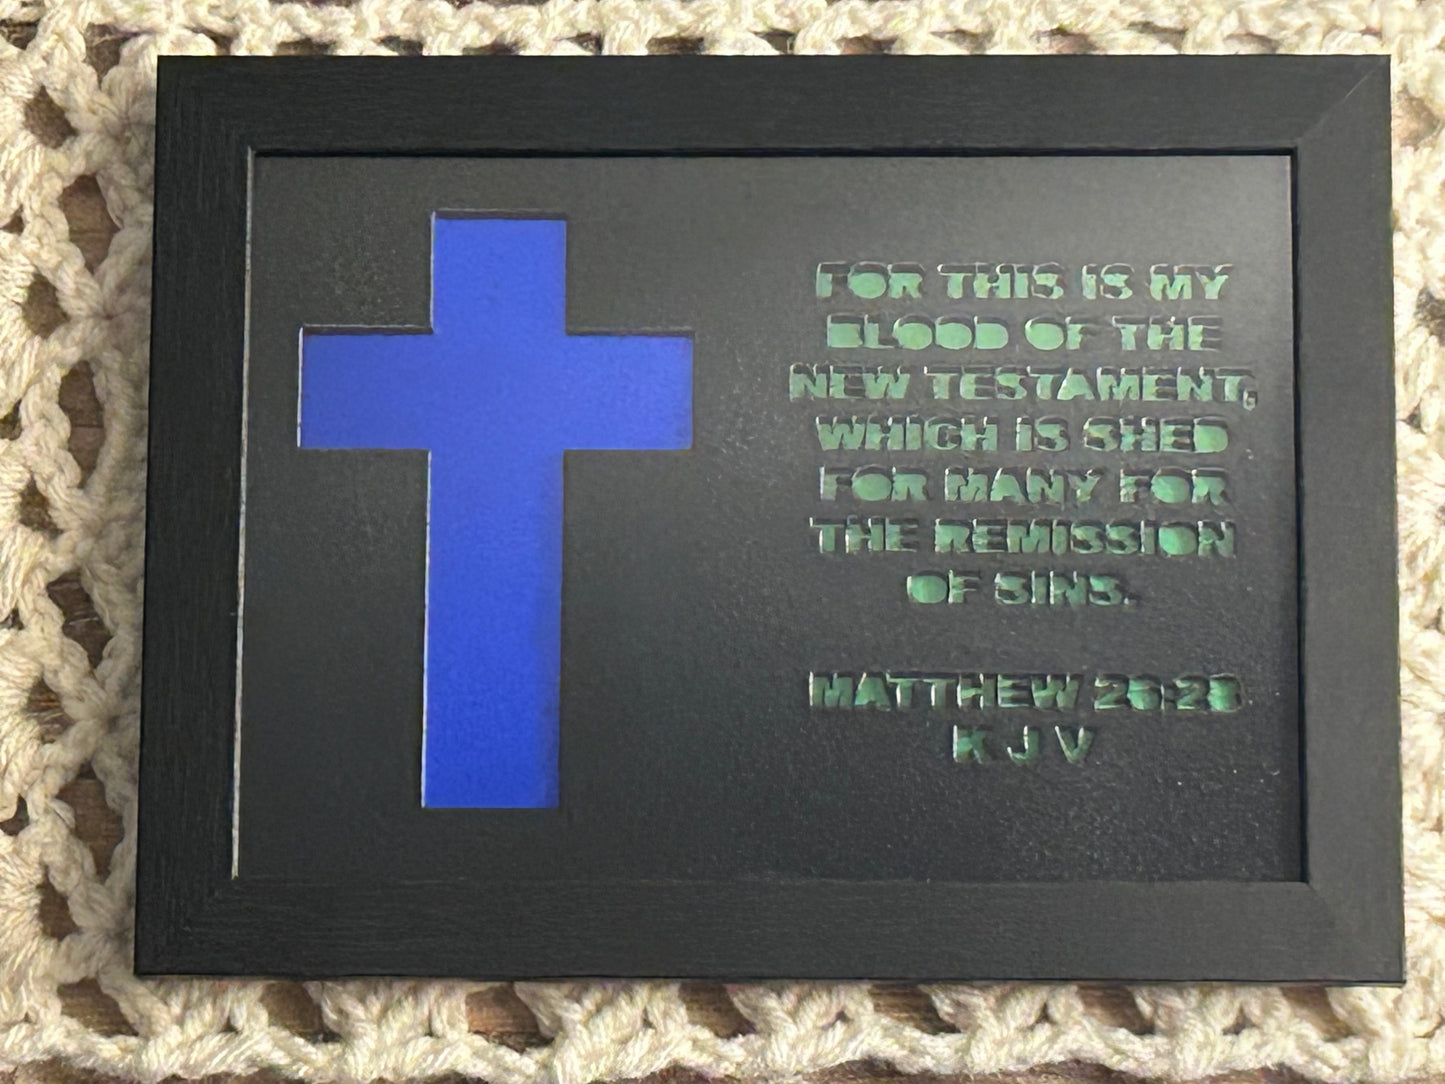 FOR THIS IS MY
BLOOD OF THE
NEW TESTAMENT,
WHICH IS SHED
FOR MANY FOR
THE REMISSION
OF SINS.
MATTHEW 26:28
K J V